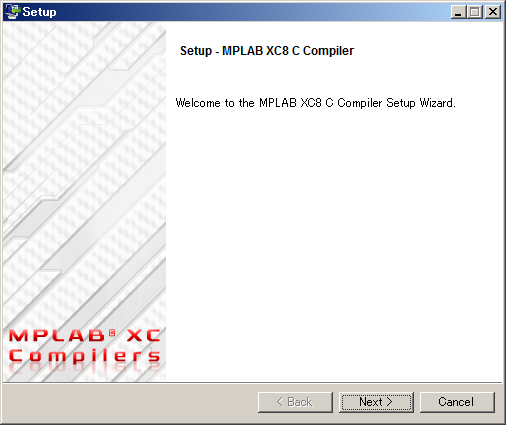 Setup
Setup - MPLAB XC8 C Compiler
Welcome to the MPLAB XC8 C Compiler Setup Wizard.
MPLAB® XC
Compilers
< Back
Next >
Cancel